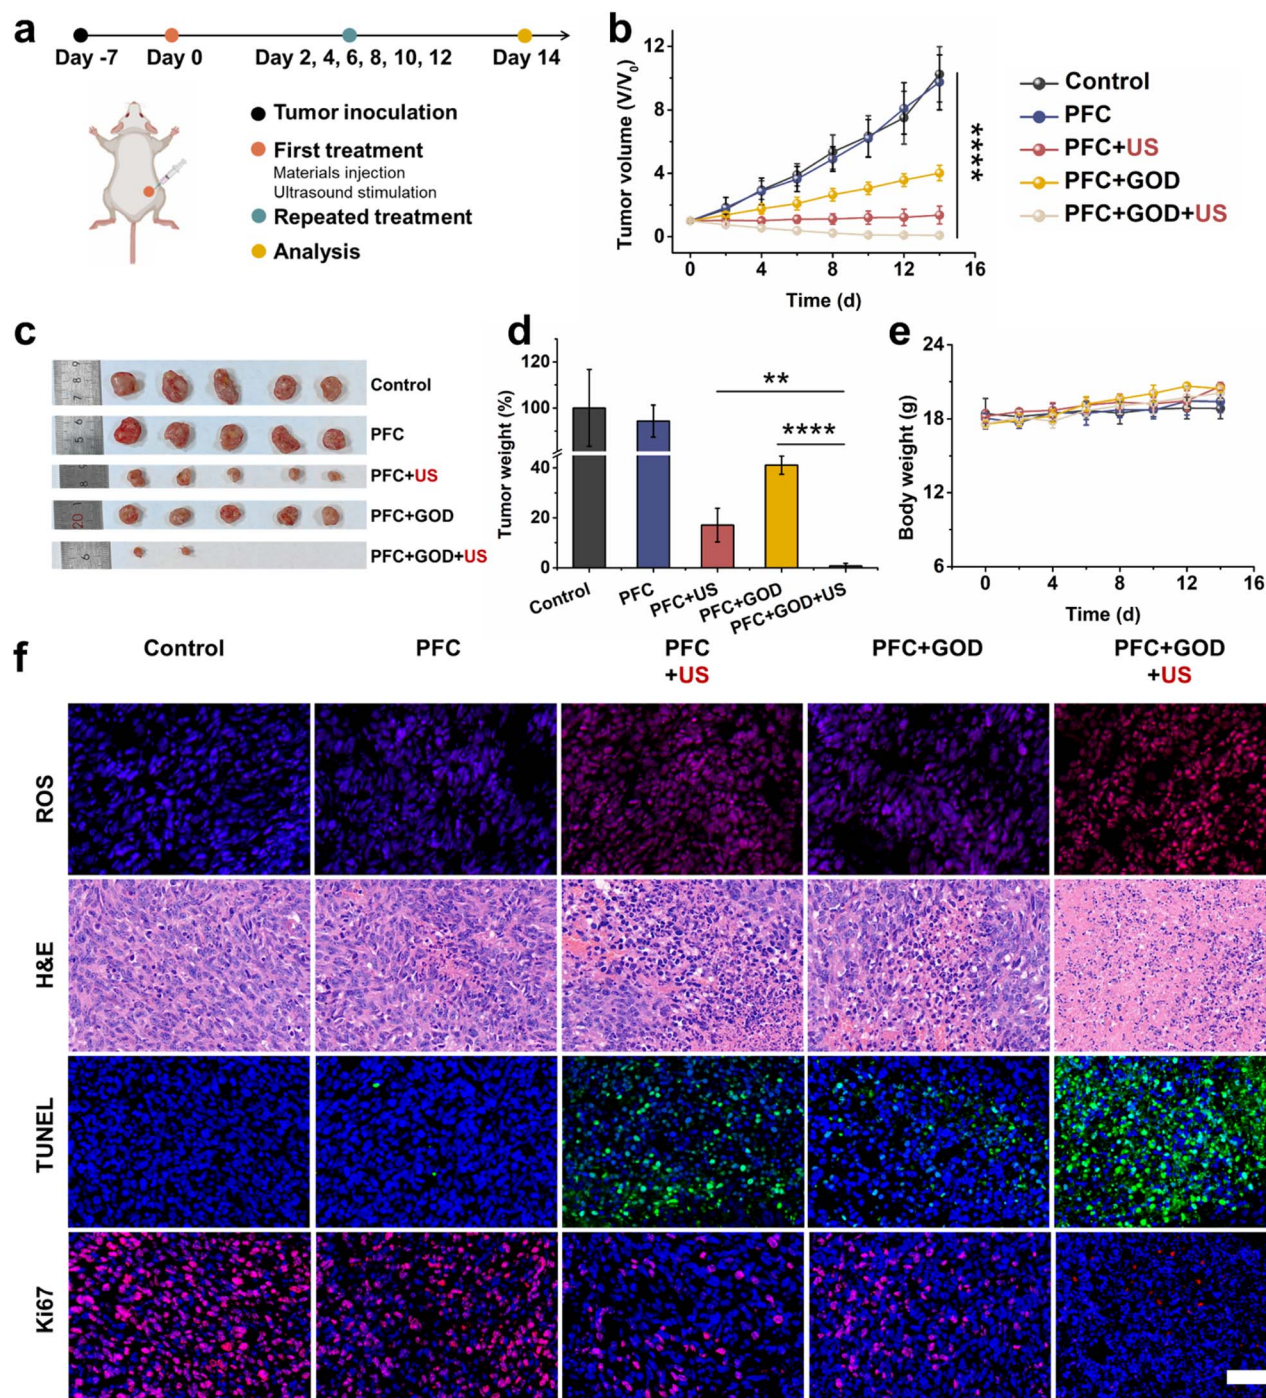 a
Day -7
Day 0
Day 2, 4, 6, 8, 10, 12
Day 14
Tumor inoculation
First treatment
Materials injection
Ultrasound stimulation
Repeated treatment
Analysis
b
Tumor volume (V/V0)
12
8
4
0
0 4 8 12 16
Time (d)
****
Control
PFC
PFC+US
PFC+GOD
PFC+GOD+US
c
Control
PFC
PFC+US
PFC+GOD
PFC+GOD+US
d
Tumor weight (%)
120
100
40
20
0
**
****
Control
PFC
PFC+US
PFC+GOD
PFC+GOD+US
e
Body weight (g)
24
18
12
6
0 4 8 12 16
Time (d)
f
Control
PFC
PFC
+US
PFC+GOD
PFC+GOD
+US
ROS
H&E
TUNEL
Ki67